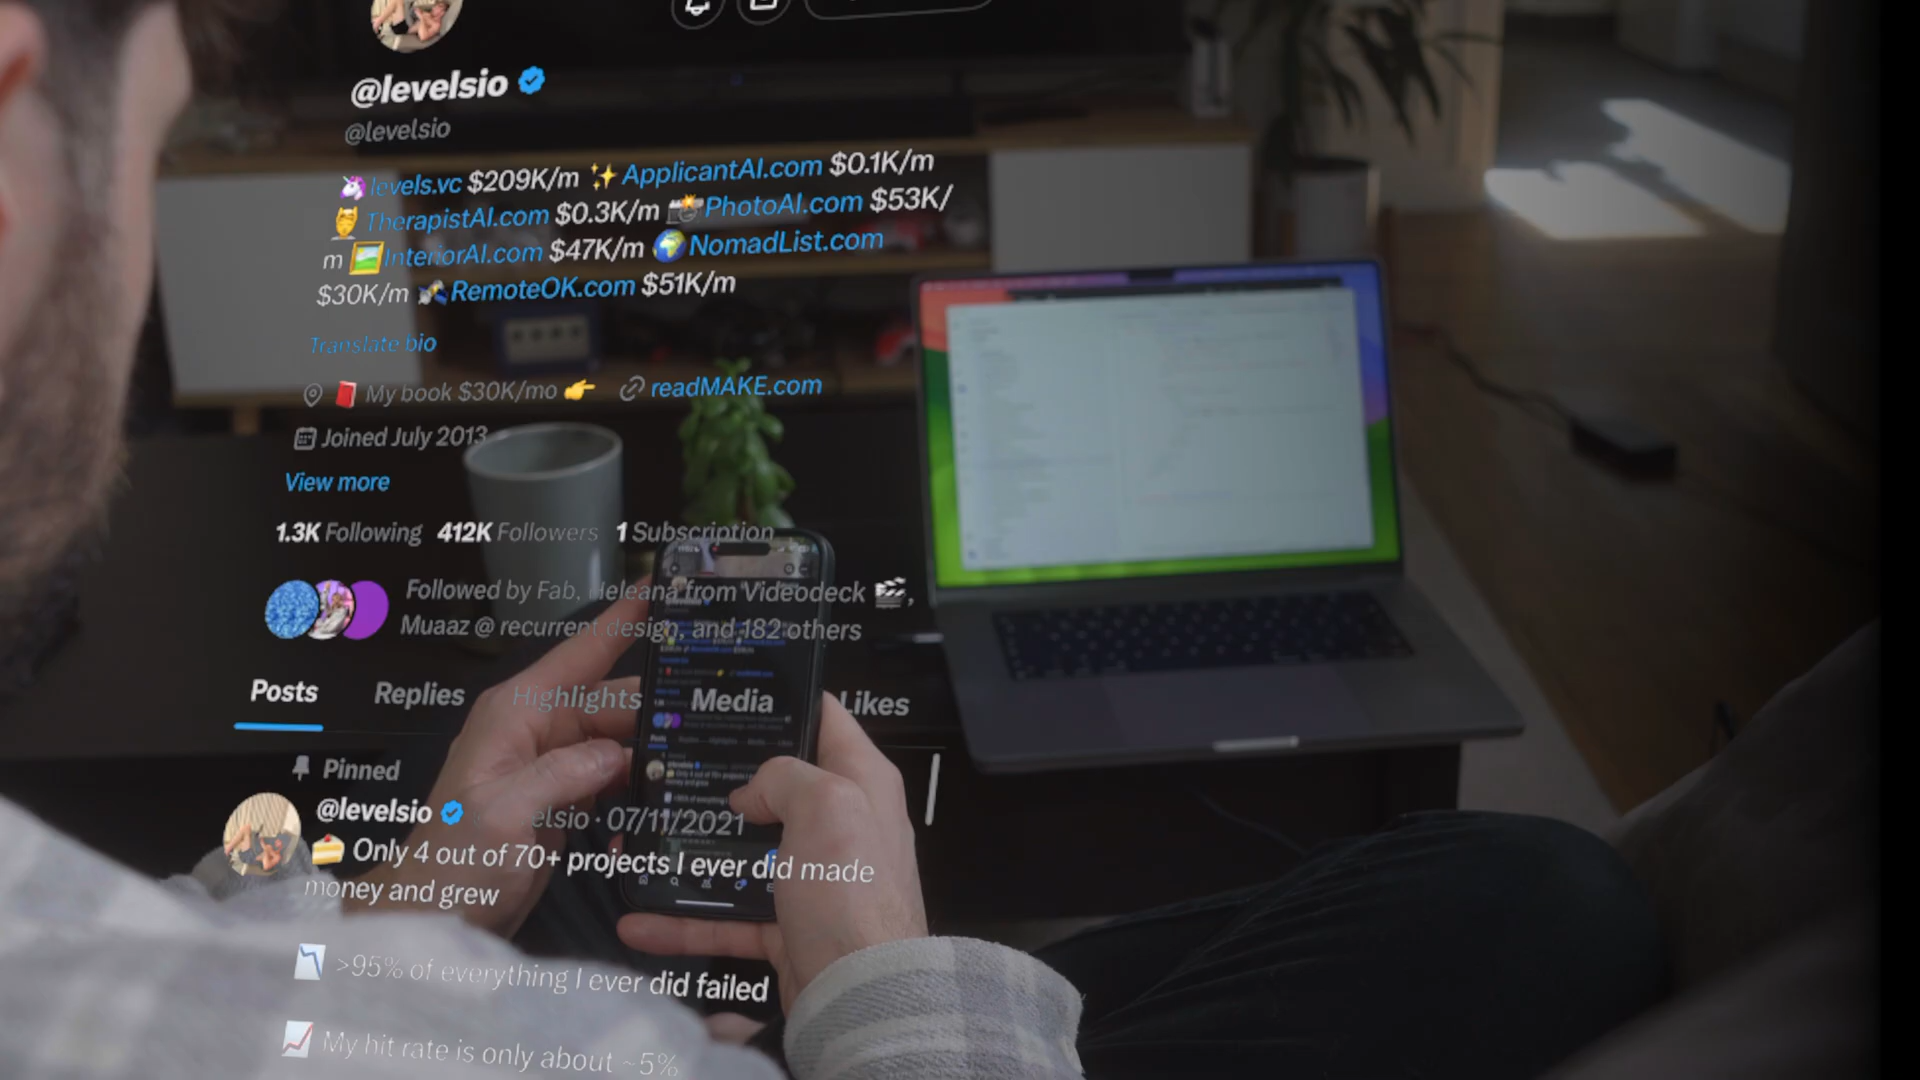 @levelsio
@levelsio
levels.vc $209K/m ApplicantAI.com $0.1K/m
TherapistAI.com $0.3K/m PhotoAI.com $53K/
m InteriorAI.com $47K/m NomadList.com
$30K/m RemoteOK.com $51K/m
Translate bio
My book $30K/mo readMAKE.com
Joined July 2013
View more
1.3K Following 412K Followers 1 Subscription
Followed by Fab, Heleana from Videodeck,
Muaaz @ recurrent design, and 182 others
Posts Replies Highlights Media Likes
Pinned
@levelsio elsio · 07/11/2021
Only 4 out of 70+ projects I ever did made
money and grew
>95% of everything I ever did failed
My hit rate is only about ~5%